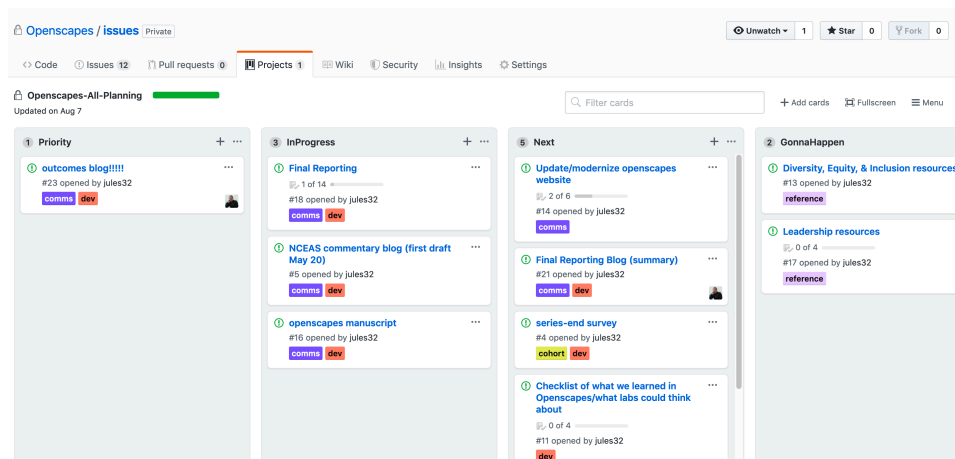 Openscapes / issues Private
Unwatch 1 Star 0 Fork 0
Code Issues 12 Pull requests 0 Projects 1 Wiki Security Insights Settings
Openscapes-All-Planning
Updated on Aug 7
Filter cards
Add cards Fullscreen Menu
1 Priority
outcomes blog!!!!!
#23 opened by jules32
comms dev
3 InProgress
Final Reporting
1 of 14
#18 opened by jules32
comms dev
NCEAS commentary blog (first draft
May 20)
#5 opened by jules32
comms dev
openscapes manuscript
#16 opened by jules32
comms dev
5 Next
Update/modernize openscapes
website
2 of 6
#14 opened by jules32
comms
Final Reporting Blog (summary)
#21 opened by jules32
comms dev
series-end survey
#4 opened by jules32
cohort dev
Checklist of what we learned in
Openscapes/what labs could think
about
0 of 4
#11 opened by jules32
dev
2 GonnaHappen
Diversity, Equity, & Inclusion resources
#13 opened by jules32
reference
Leadership resources
0 of 4
#17 opened by jules32
reference